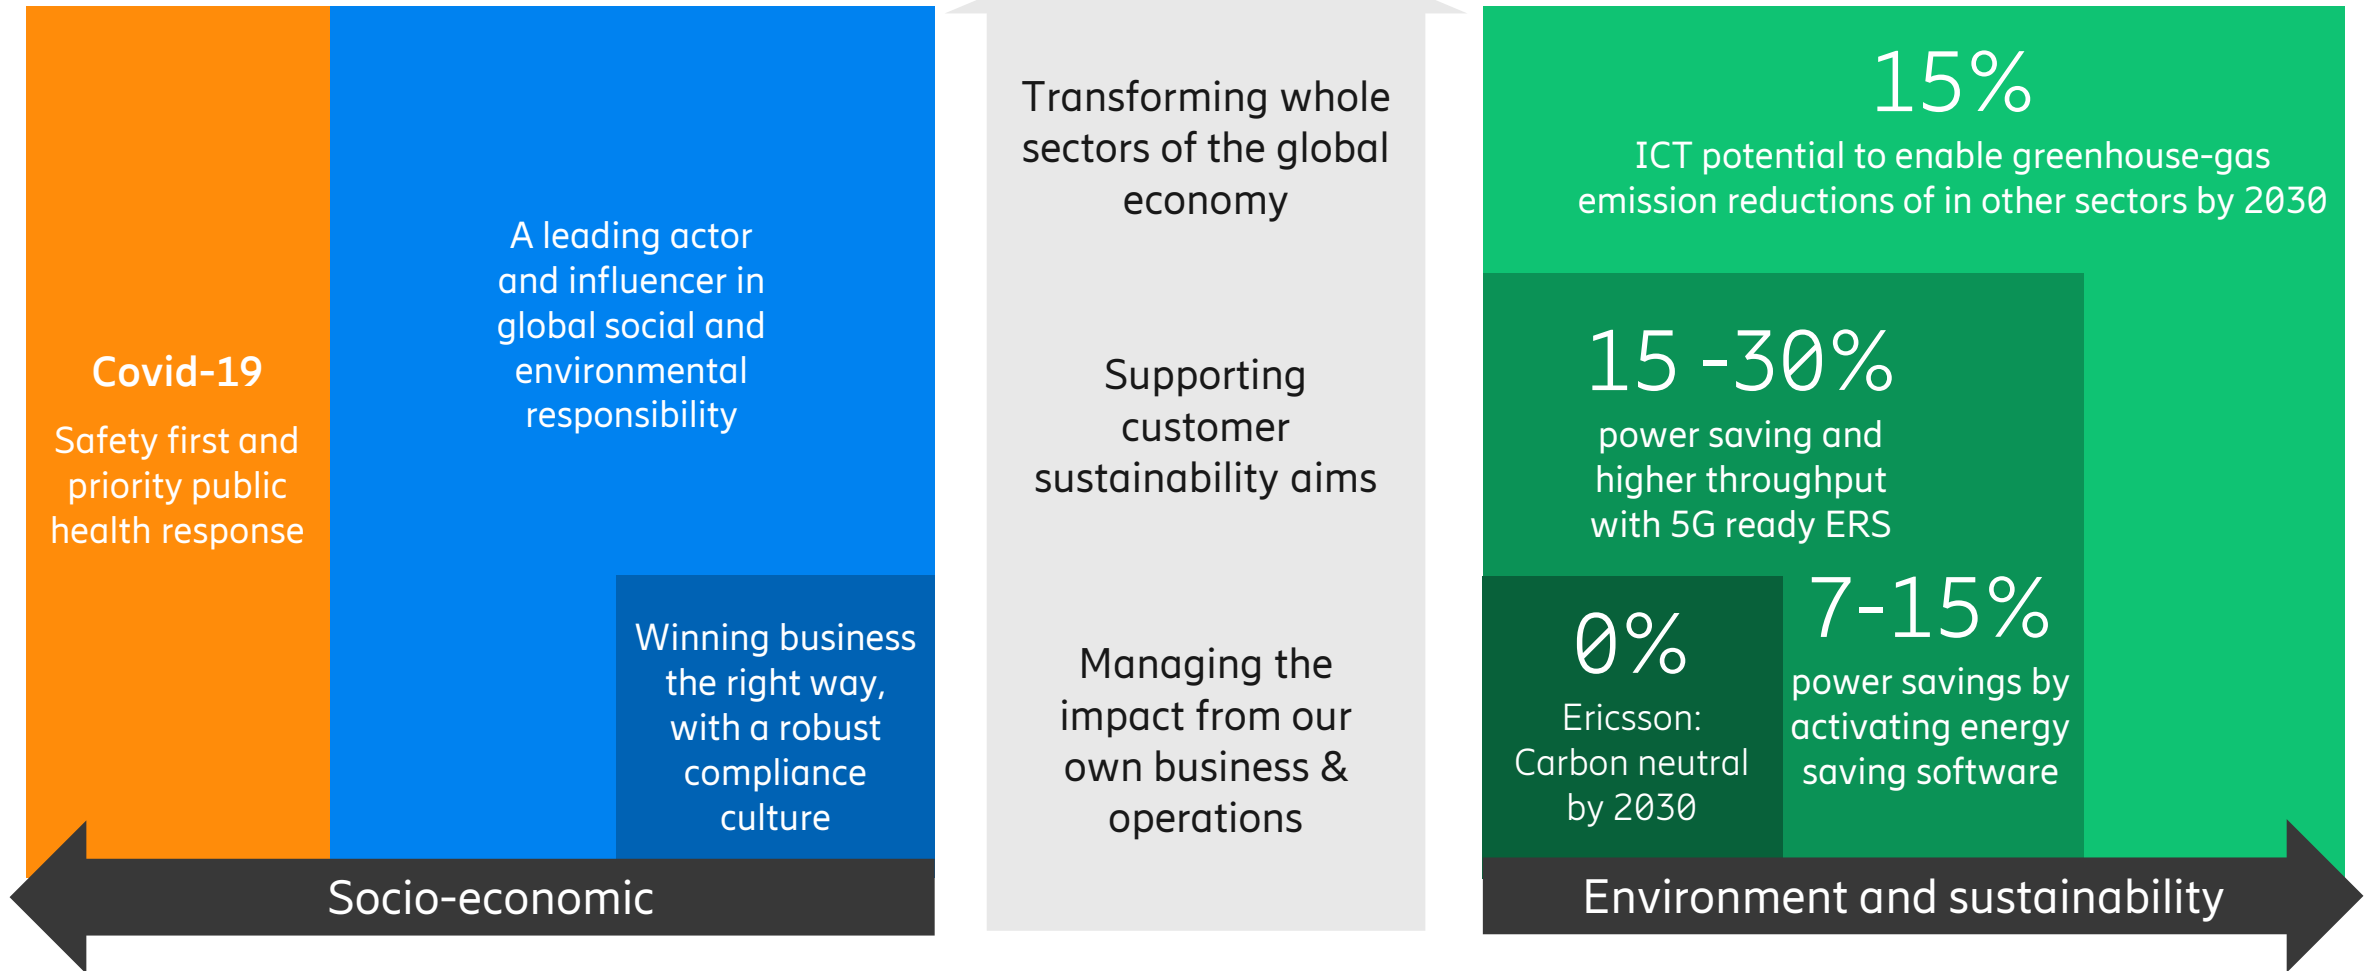 Covid-19
Safety first and
priority public
health response
A leading actor
and influencer in
global social and
environmental
responsibility
Winning business
the right way,
with a robust
compliance
culture
Socio-economic
Transforming whole
sectors of the global
economy
Supporting
customer
sustainability aims
Managing the
impact from our
own business &
operations
15%
ICT potential to enable greenhouse-gas
emission reductions of in other sectors by 2030
15 -30%
power saving and
higher throughput
with 5G ready ERS
7-15%
power savings by
activating energy
saving software
0%
Ericsson:
Carbon neutral
by 2030
Environment and sustainability